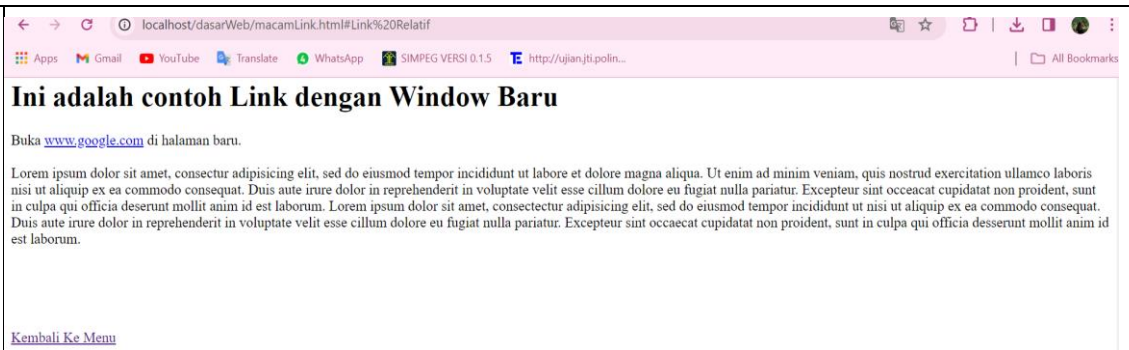 localhost/dasarWeb/macamLink.html#Link%20Relatif
Apps Gmail YouTube Translate WhatsApp SIMPEG VERSI 0.1.5 http://ujian.jti.polin... All Bookmarks
Ini adalah contoh Link dengan Window Baru
Buka www.google.com di halaman baru.
Lorem ipsum dolor sit amet, consectur adipisicing elit, sed do eiusmod tempor incididunt ut labore et dolore magna aliqua. Ut enim ad minim veniam, quis nostrud exercitation ullamco laboris
nisi ut aliquip ex ea commodo consequat. Duis aute irure dolor in reprehenderit in voluptate velit esse cillum dolore eu fugiat nulla pariatur. Excepteur sint occeacat cupidatat non proident, sunt
in culpa qui officia deserunt mollit anim id est laborum. Lorem ipsum dolor sit amet, consectetur adipisicing elit, sed do eiusmod tempor incididunt ut nisi ut aliquip ex ea commodo consequat.
Duis aute irure dolor in reprehenderit in voluptate velit esse cillum dolore eu fugiat nulla pariatur. Excepteur sint occaecat cupidatat non proident, sunt in culpa qui officia desserunt mollit anim id
est laborum.
Kembali Ke Menu